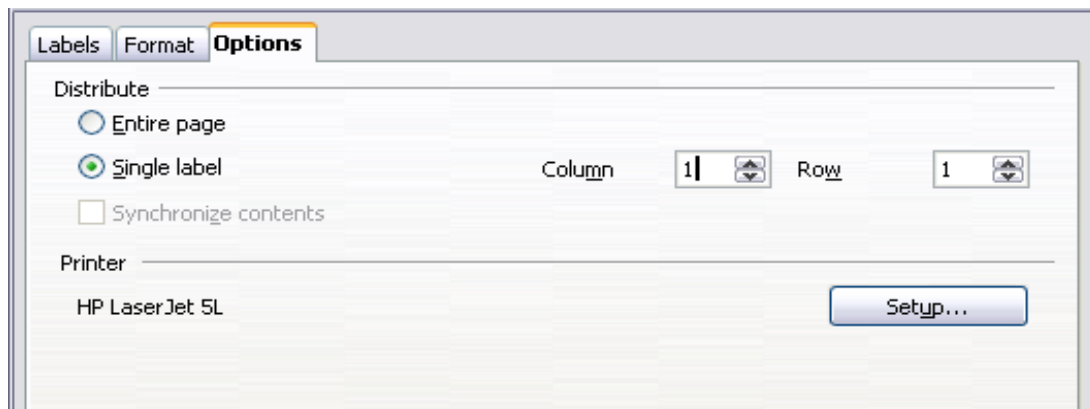 Labels Format Options
Distribute
Entire page
Single label Column 1 Row 1
Synchronize contents
Printer
HP LaserJet 5L Setup...